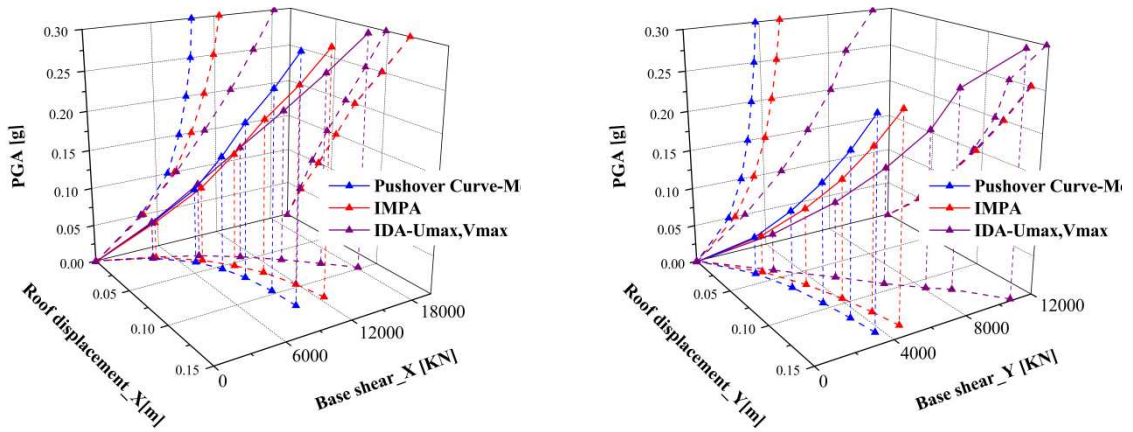 0.30
0.25
0.20
0.15
0.10
0.05
0.00
PGA [g]
0.05
0.10
0.15
Roof displacement_X[m]
0
6000
12000
18000
Base shear_X [KN]
Pushover Curve-M
IMPA
IDA-Umax,Vmax
0.30
0.25
0.20
0.15
0.10
0.05
0.00
PGA [g]
0.05
0.10
0.15
Roof displacement_Y[m]
0
4000
8000
12000
Base shear_Y [KN]
Pushover Curve-M
IMPA
IDA-Umax,Vmax